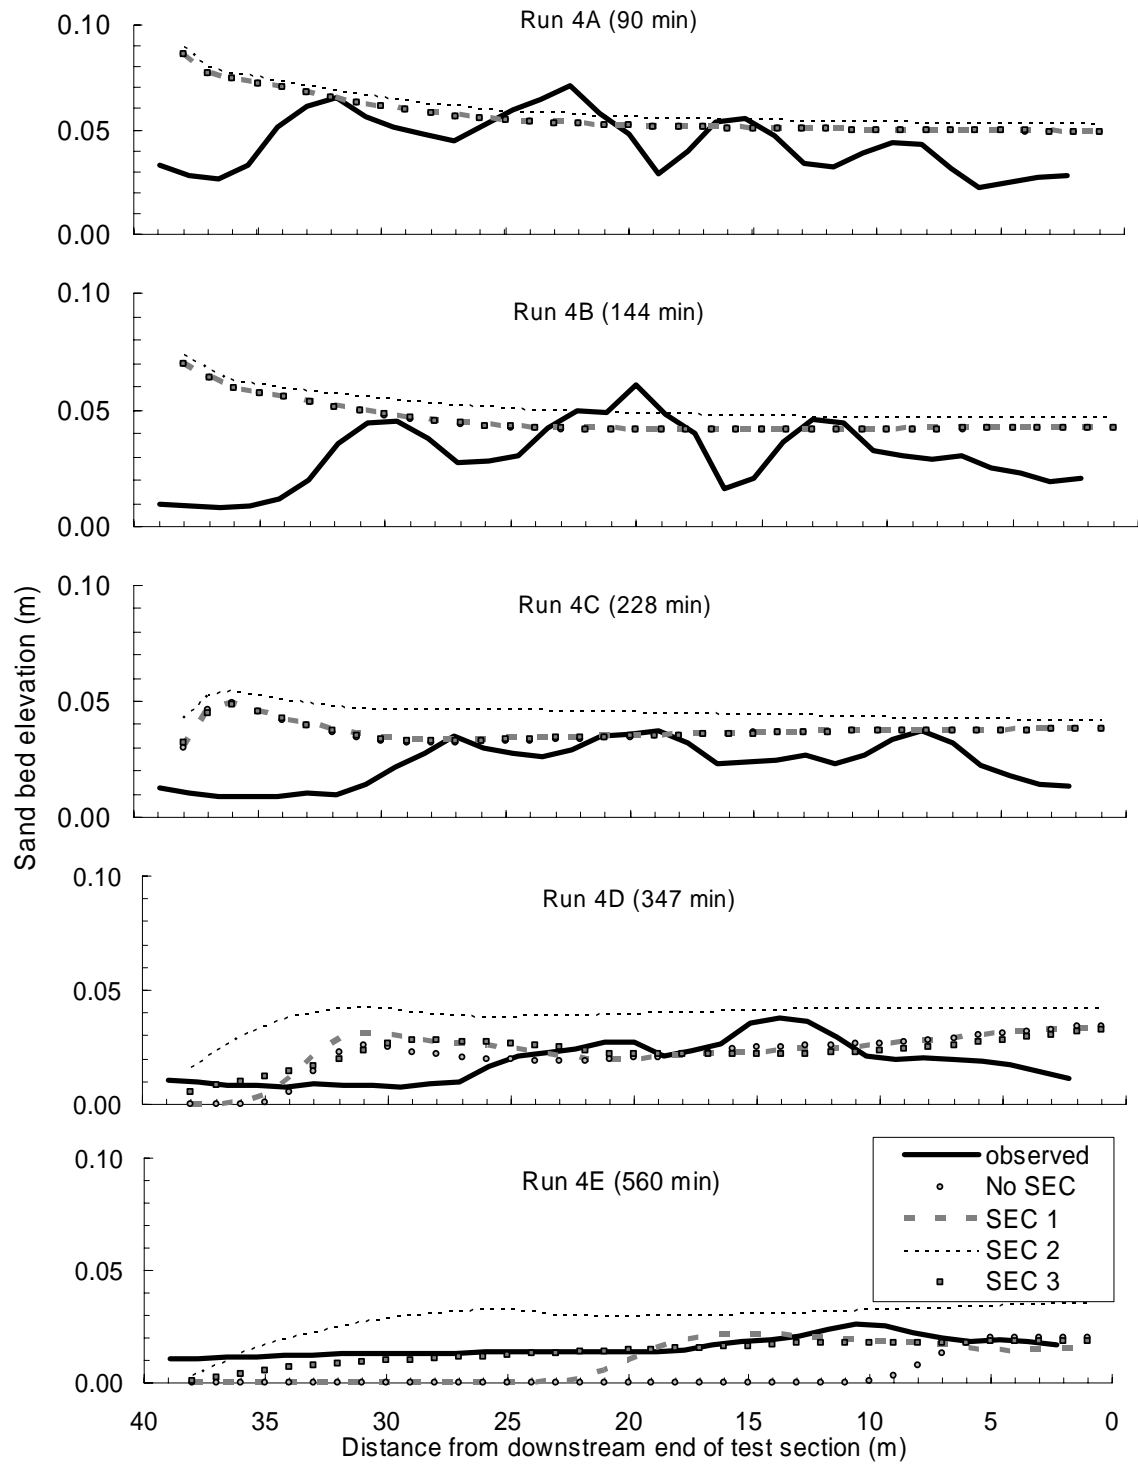 Run 4A (90 min)
0.10
0.05
0.00
Run 4B (144 min)
0.10
0.05
0.00
Sand bed elevation (m)
Run 4C (228 min)
0.10
0.05
0.00
Run 4D (347 min)
0.10
0.05
0.00
Run 4E (560 min)
0.10
0.05
0.00
observed
No SEC
SEC 1
SEC 2
SEC 3
40 35 30 25 20 15 10 5 0
Distance from downstream end of test section (m)